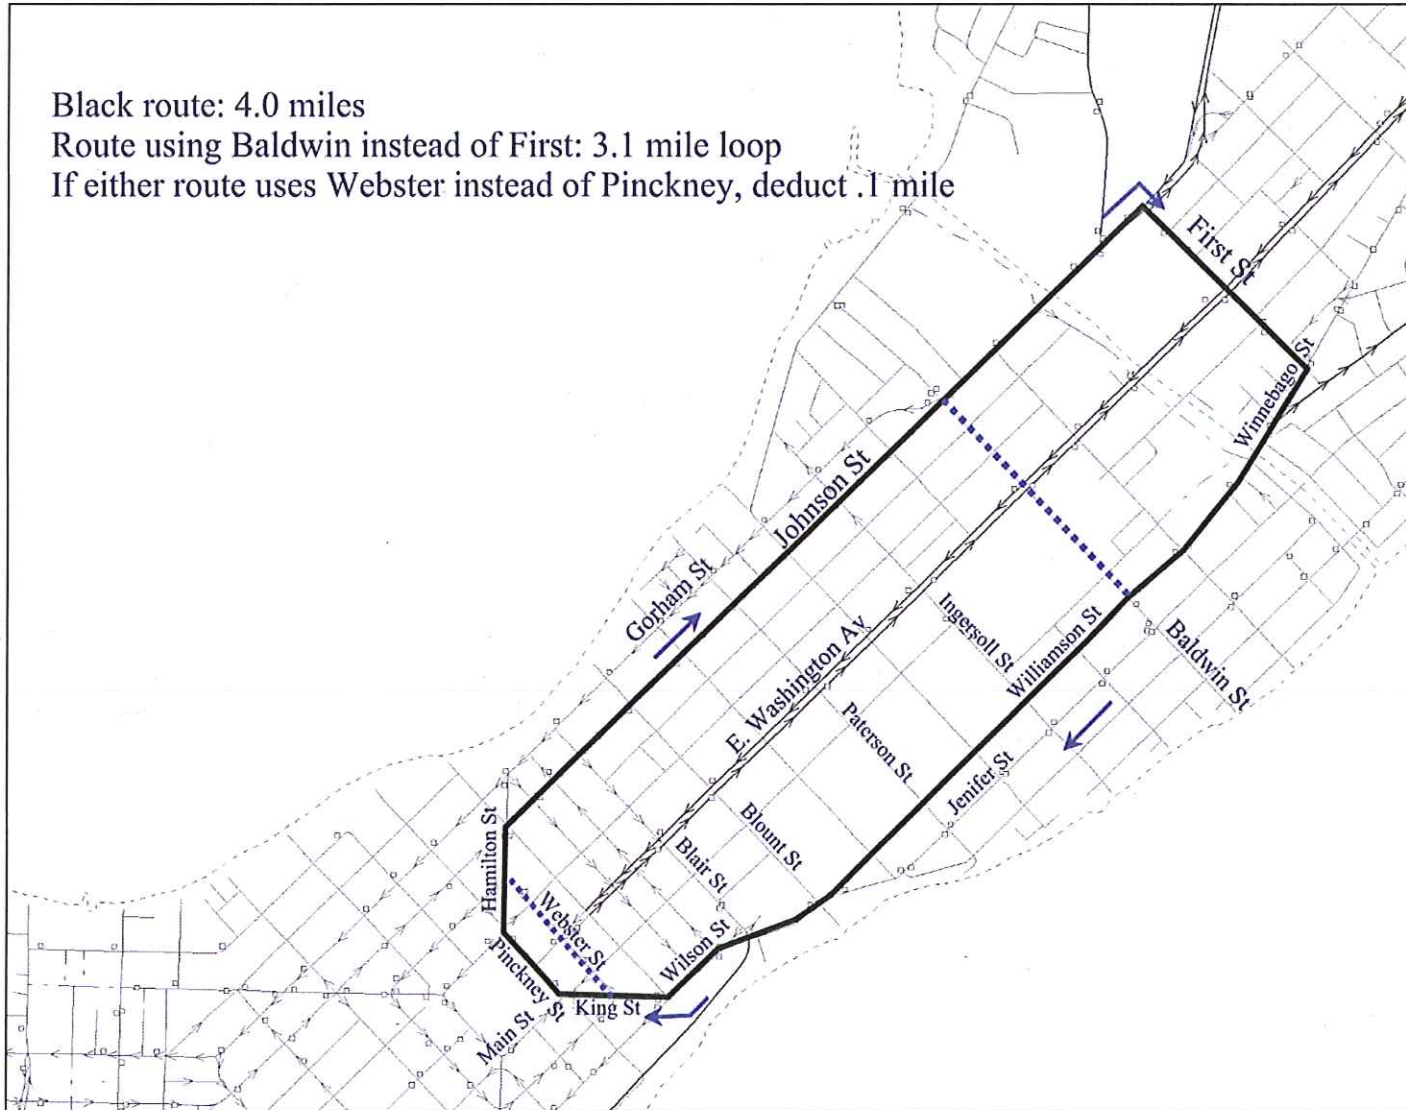 Black route: 4.0 miles
Route using Baldwin instead of First: 3.1 mile loop
If either route uses Webster instead of Pinckney, deduct .1 mile
First St
Winnebago St
Johnson St
Gorham St
Ingersoll St
Williamson St
Baldwin St
E. Washington Av
Paterson St
Jenifer St
Blount St
Blair St
Hamilton St
Webster St
Wilson St
Pinckney St
King St
Main St